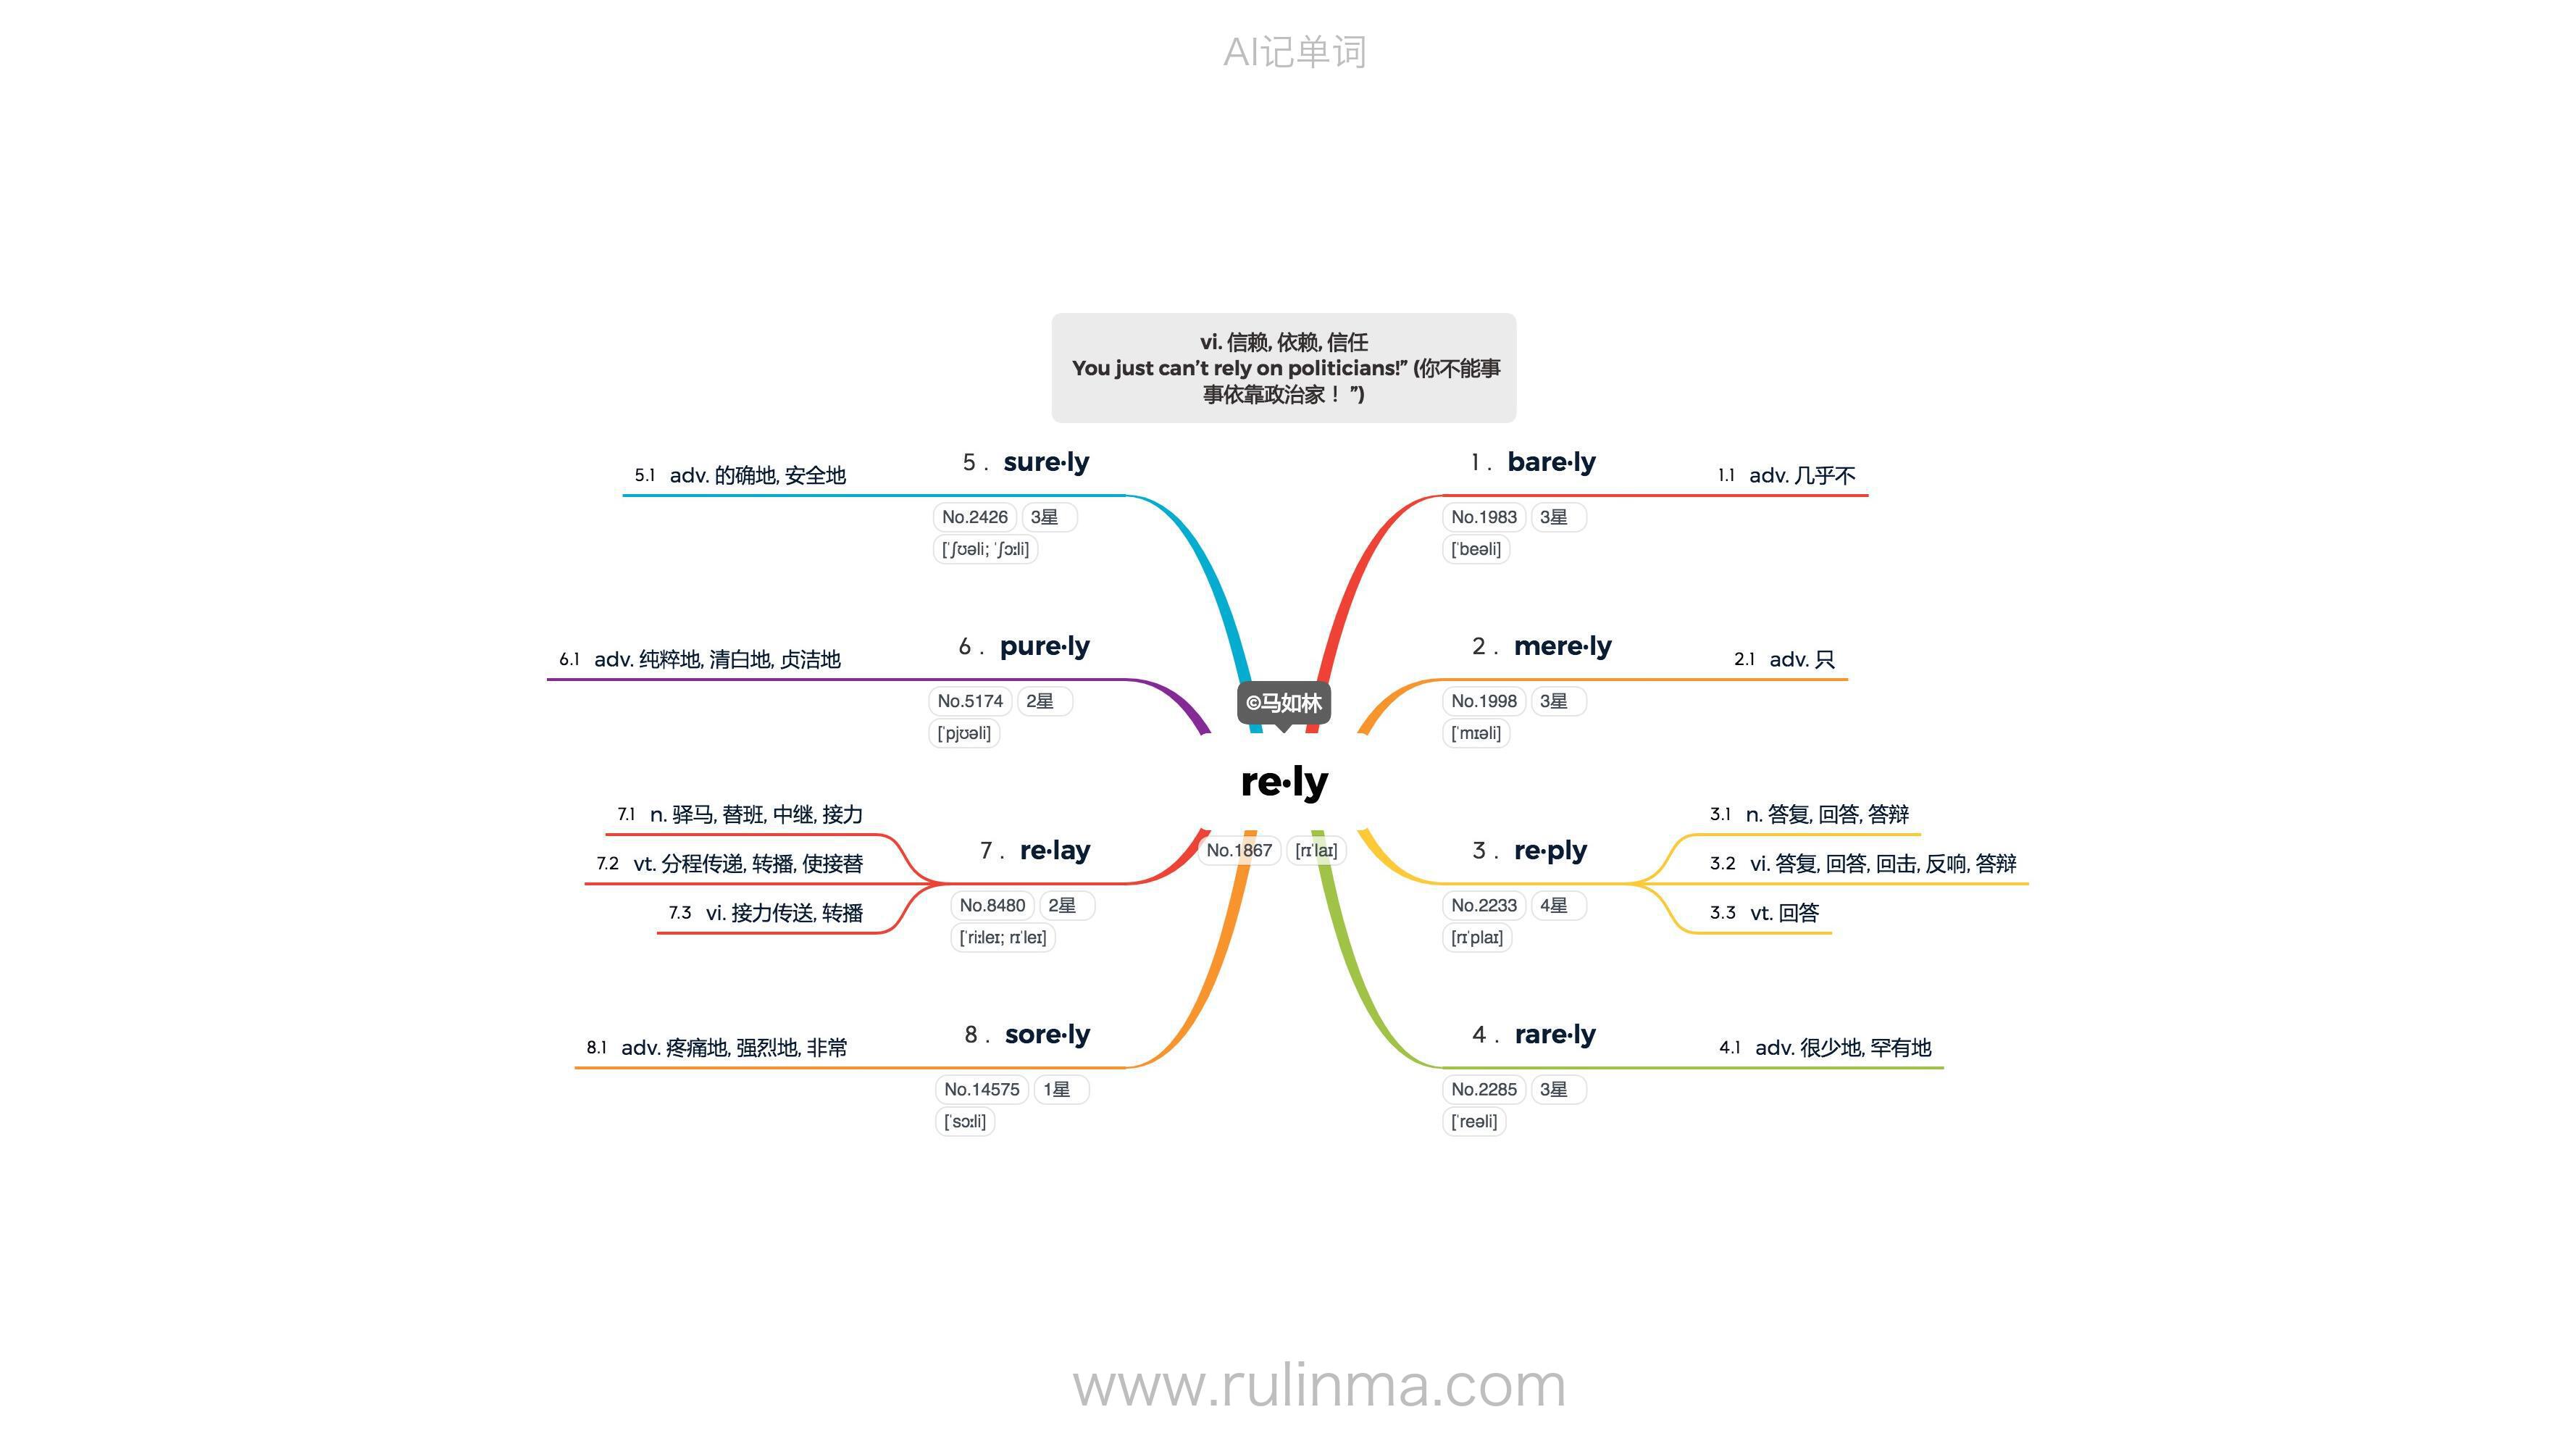 AI记单词
vi. 信赖, 依赖, 信任
You just can’t rely on politicians!” (你不能事
事依靠政治家！ ”)
5 . sure·ly
5.1 adv. 的确地, 安全地
No.2426 3星
[ˈʃʊəli; ˈʃɔːli]
6 . pure·ly
6.1 adv. 纯粹地, 清白地, 贞洁地
No.5174 2星
[ˈpjʊəli]
7 . re·lay
7.1 n. 驿马, 替班, 中继, 接力
7.2 vt. 分程传递, 转播, 使接替
7.3 vi. 接力传送, 转播
No.8480 2星
[ˈriːleɪ; rɪˈleɪ]
8 . sore·ly
8.1 adv. 疼痛地, 强烈地, 非常
No.14575 1星
[ˈsɔːli]
©马如林
re·ly
No.1867 [rɪˈlaɪ]
1 . bare·ly
1.1 adv. 几乎不
No.1983 3星
[ˈbeəli]
2 . mere·ly
2.1 adv. 只
No.1998 3星
[ˈmɪəli]
3 . re·ply
3.1 n. 答复, 回答, 答辩
3.2 vi. 答复, 回答, 回击, 反响, 答辩
3.3 vt. 回答
No.2233 4星
[rɪˈplaɪ]
4 . rare·ly
4.1 adv. 很少地, 罕有地
No.2285 3星
[ˈreəli]
www.rulinma.com